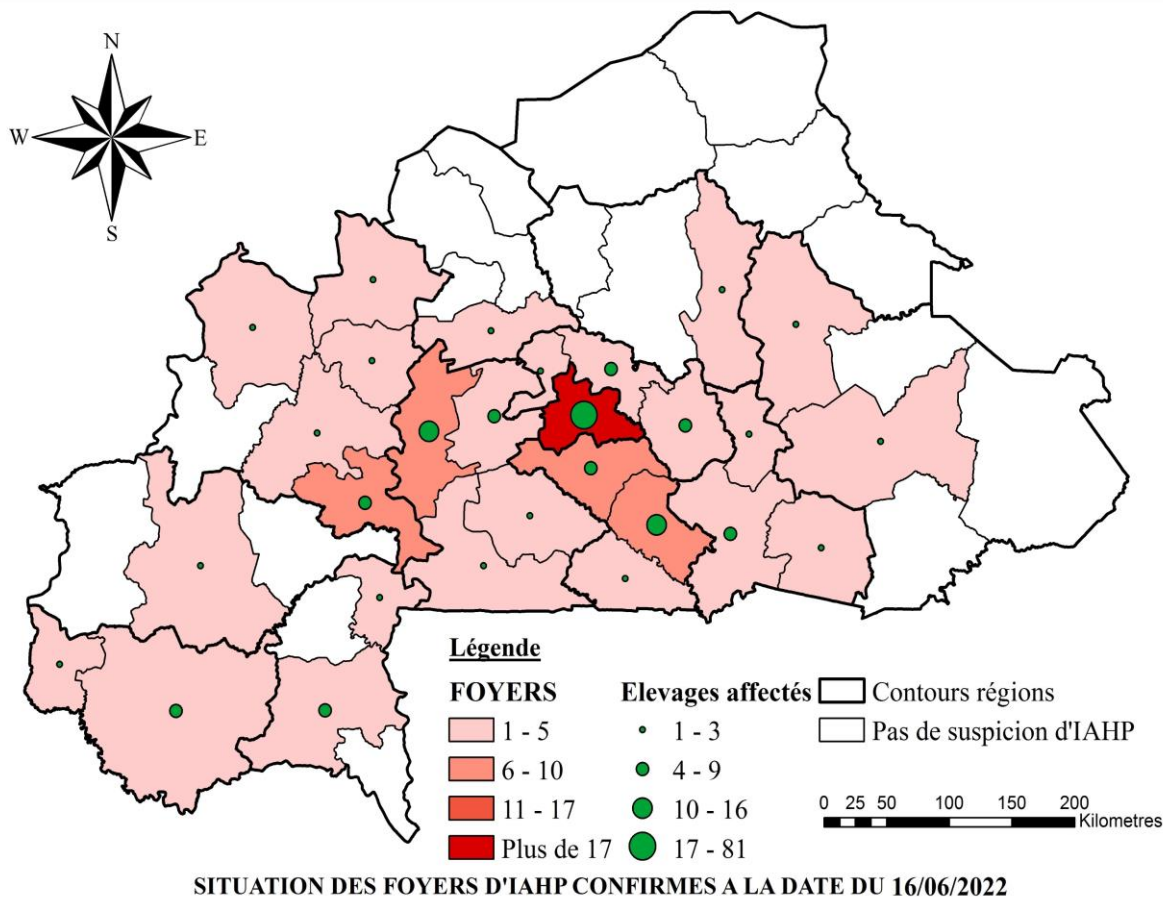 N
W E
S
Légende
FOYERS
1 - 5
6 - 10
11 - 17
Plus de 17
Elevages affectés
1 - 3
4 - 9
10 - 16
17 - 81
Contours régions
Pas de suspicion d'IAHP
0 25 50 100 150 200
Kilometres
SITUATION DES FOYERS D'IAHP CONFIRMES A LA DATE DU 16/06/2022